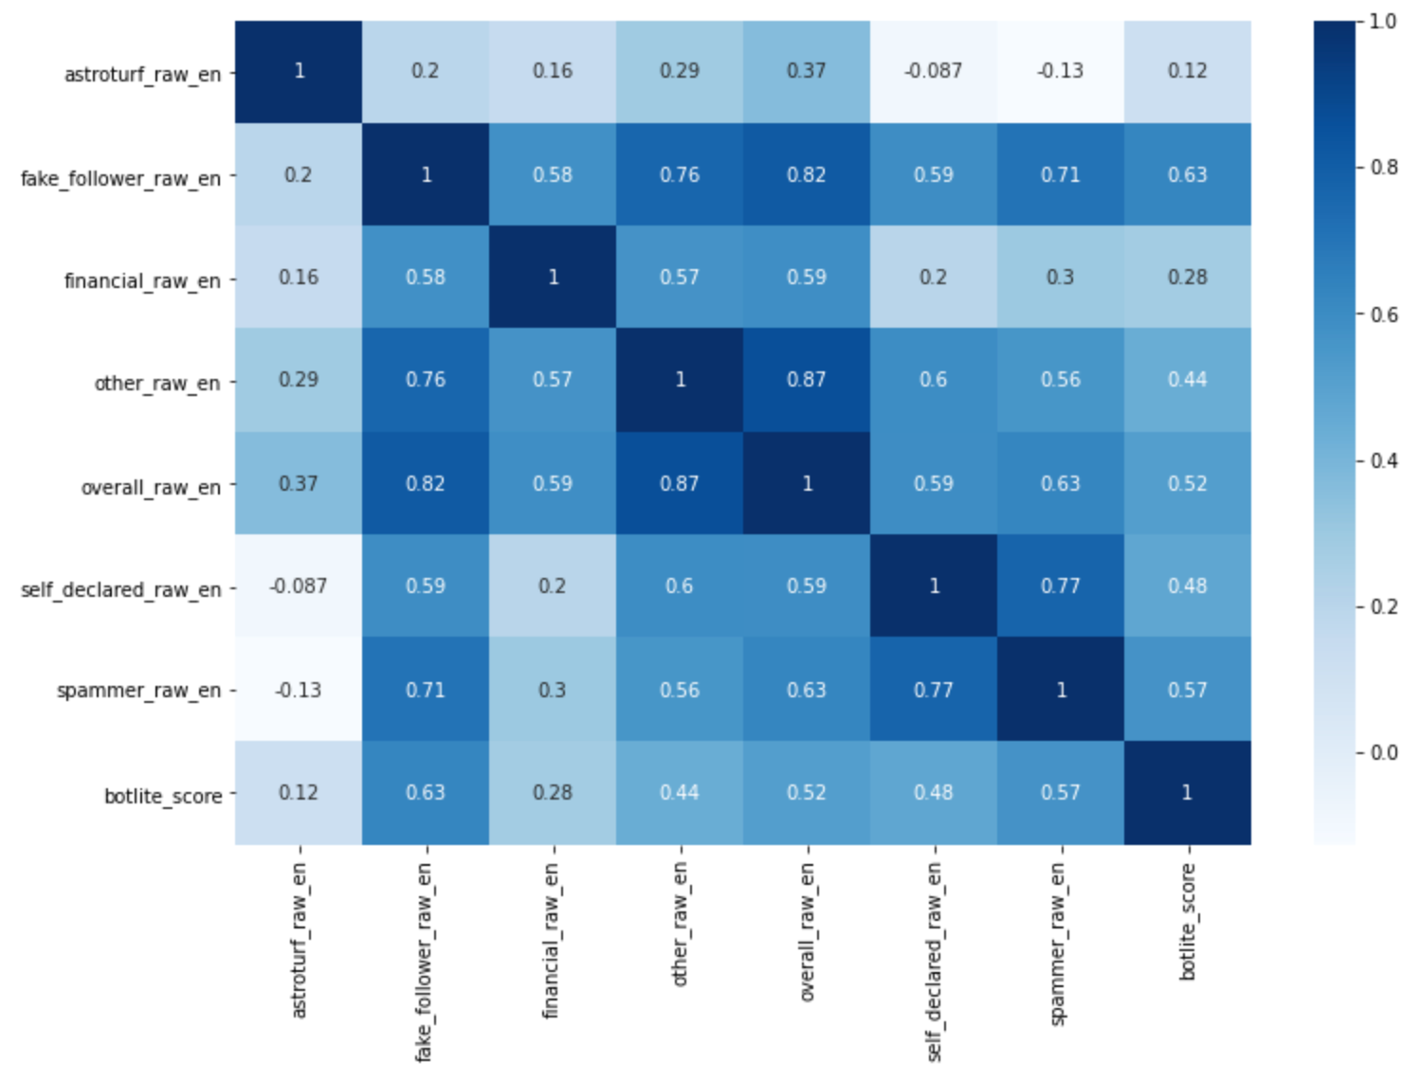 astroturf_raw_en 1 0.2 0.16 0.29 0.37 -0.087 -0.13 0.12
fake_follower_raw_en 0.2 1 0.58 0.76 0.82 0.59 0.71 0.63
financial_raw_en 0.16 0.58 1 0.57 0.59 0.2 0.3 0.28
other_raw_en 0.29 0.76 0.57 1 0.87 0.6 0.56 0.44
overall_raw_en 0.37 0.82 0.59 0.87 1 0.59 0.63 0.52
self_declared_raw_en -0.087 0.59 0.2 0.6 0.59 1 0.77 0.48
spammer_raw_en -0.13 0.71 0.3 0.56 0.63 0.77 1 0.57
botlite_score 0.12 0.63 0.28 0.44 0.52 0.48 0.57 1
astroturf_raw_en
fake_follower_raw_en
financial_raw_en
other_raw_en
overall_raw_en
self_declared_raw_en
spammer_raw_en
botlite_score
1.0
0.8
0.6
0.4
0.2
0.0